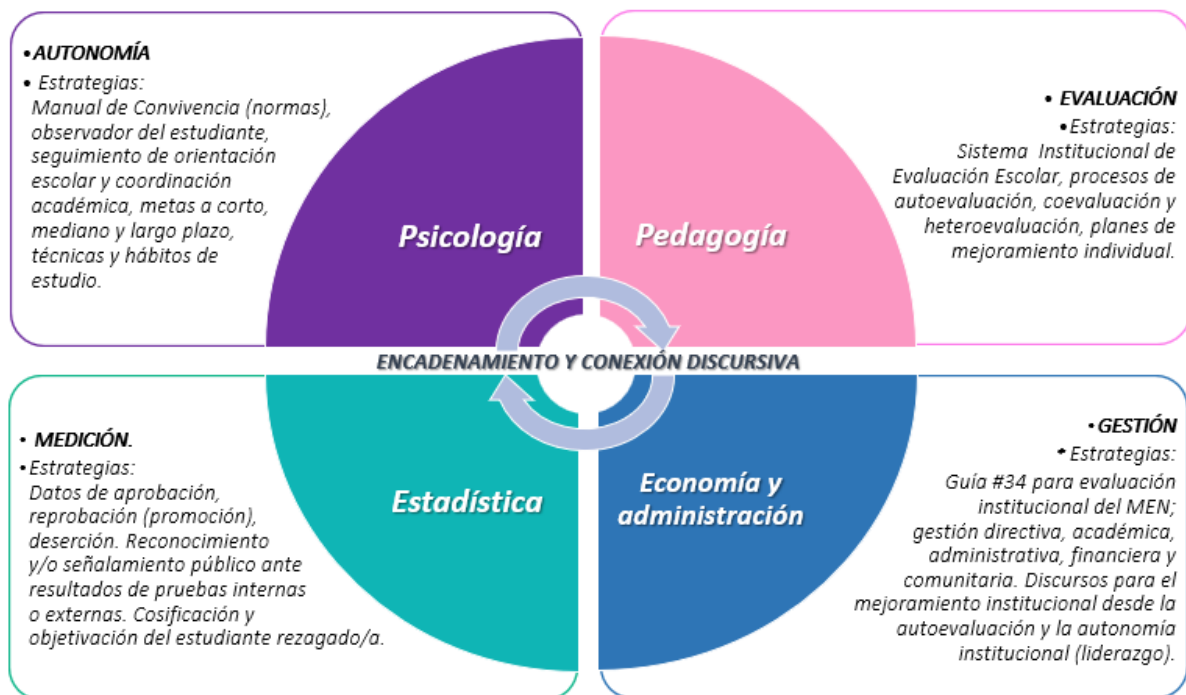 •AUTONOMÍA
• Estrategias:
Manual de Convivencia (normas),
observador del estudiante,
seguimiento de orientación
escolar y coordinación
académica, metas a corto,
mediano y largo plazo,
técnicas y hábitos de
estudio.
Psicología
Pedagogía
• EVALUACIÓN
•Estrategias:
Sistema Institucional de
Evaluación Escolar, procesos de
autoevaluación, coevaluación y
heteroevaluación, planes de
mejoramiento individual.
ENCADENAMIENTO Y CONEXIÓN DISCURSIVA
• MEDICIÓN.
•Estrategias:
Datos de aprobación,
reprobación (promoción),
deserción. Reconocimiento
y/o señalamiento público ante
resultados de pruebas internas
o externas. Cosificación y
objetivación del estudiante rezagado/a.
Estadística
Economía y
administración
•GESTIÓN
• Estrategias:
Guía #34 para evaluación
institucional del MEN;
gestión directiva, académica,
administrativa, financiera y
comunitaria. Discursos para el
mejoramiento institucional desde la
autoevaluación y la autonomía
institucional (liderazgo).